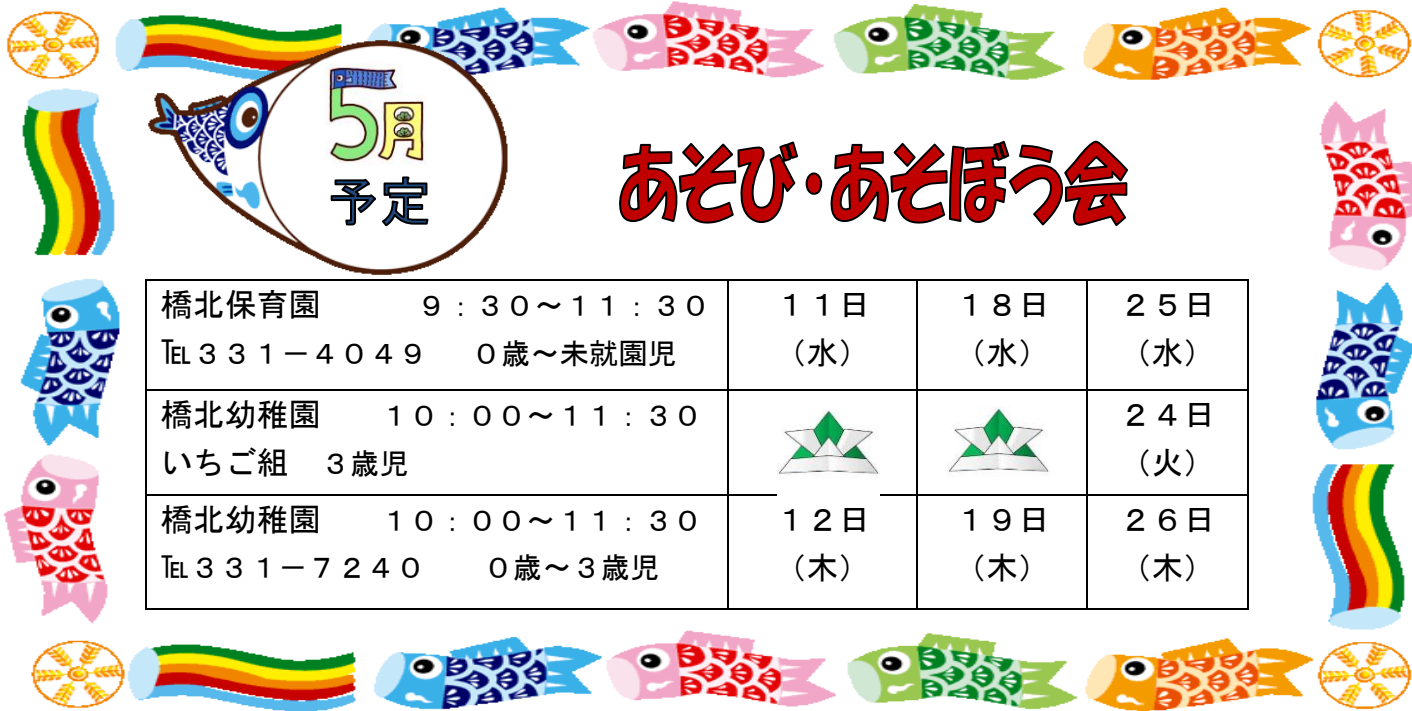 5月
予定
あそび・あそぼう会
橋北保育園　　　９：３０～１１：３０
℡３３１－４０４９　　０歳～未就園児
１１日
（水）
１８日
（水）
２５日
（水）
橋北幼稚園　　１０：００～１１：３０
いちご組　３歳児
２４日
（火）
橋北幼稚園　　１０：００～１１：３０
℡３３１－７２４０　　０歳～３歳児
１２日
（木）
１９日
（木）
２６日
（木）